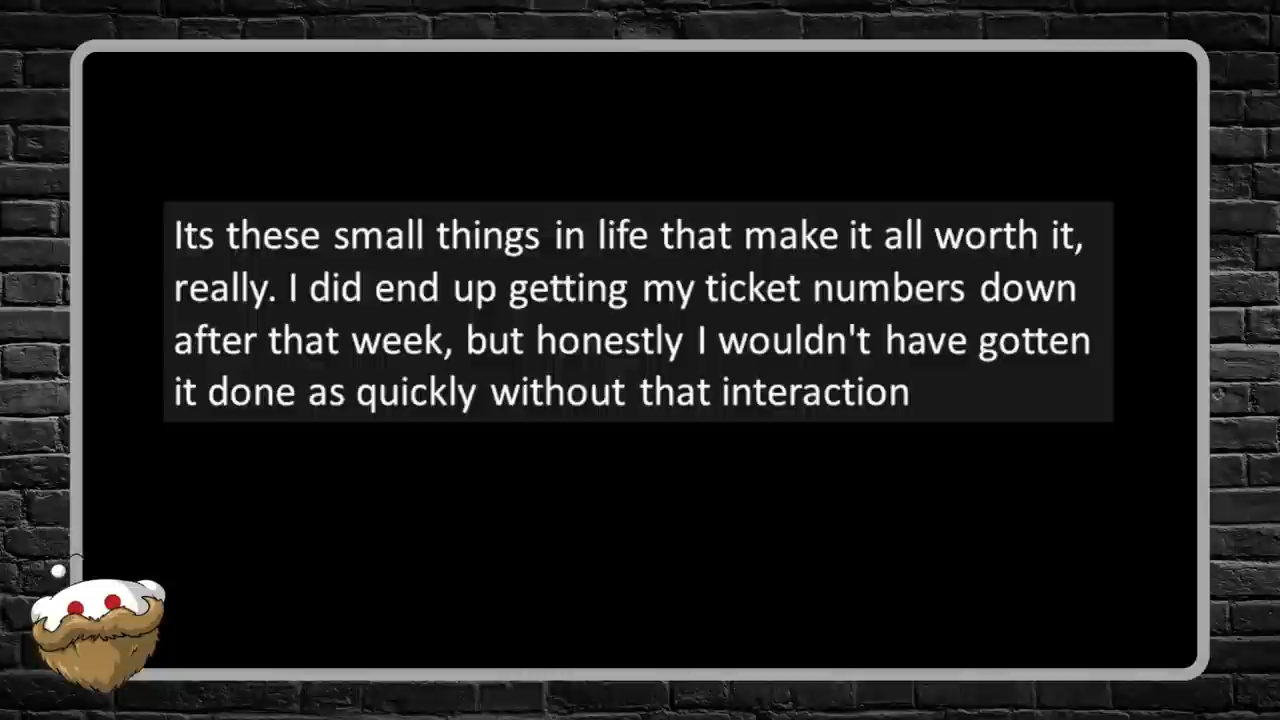 Its these small things in life that make it all worth it,
really. I did end up getting my ticket numbers down
after that week, but honestly I wouldn't have gotten
it done as quickly without that interaction